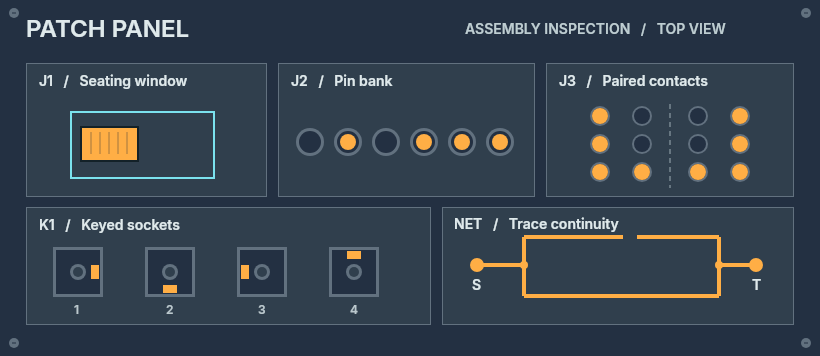 PATCH PANEL
ASSEMBLY INSPECTION / TOP VIEW
J1 / Seating window
J2 / Pin bank
J3 / Paired contacts
K1 / Keyed sockets
1 2 3 4
NET / Trace continuity
S T